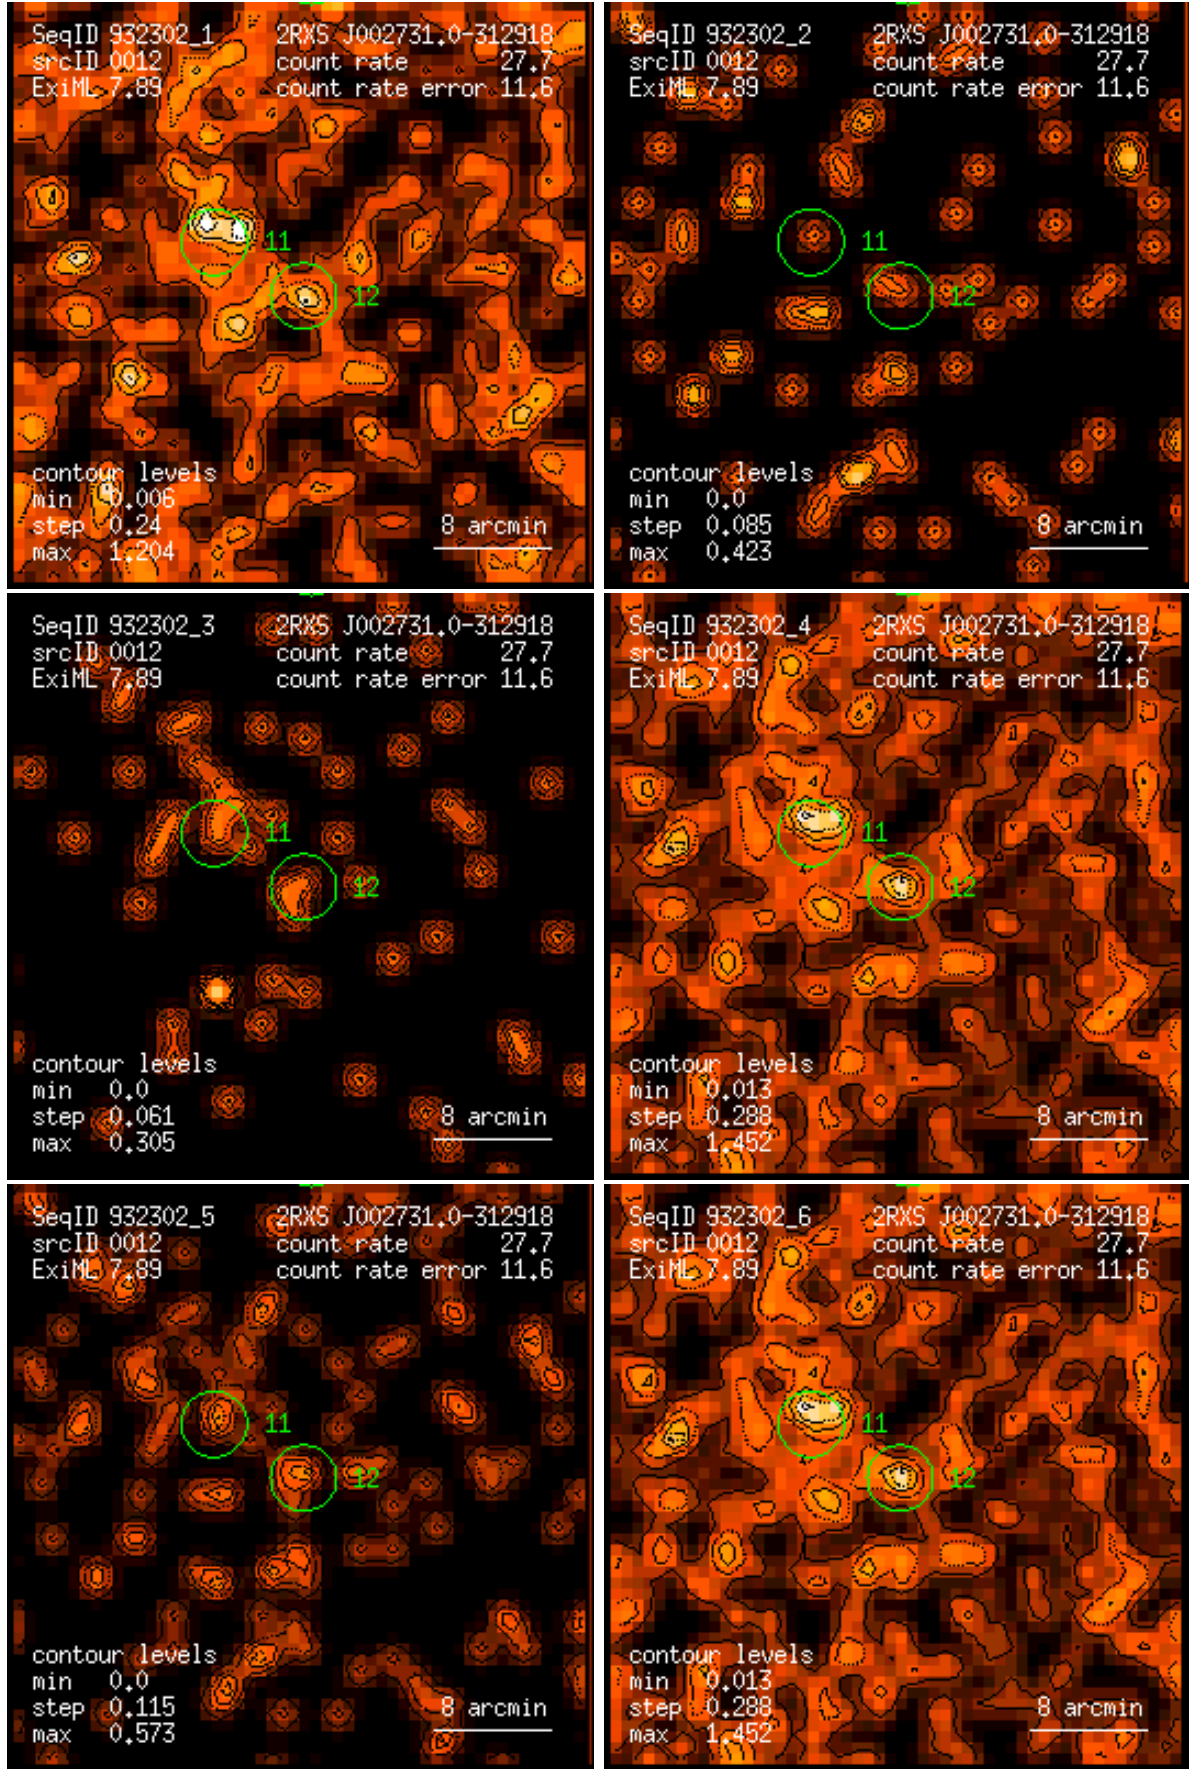 SeqID 932302_1 2RXS J002731.0-312918
srcID 0012 count rate 27.7
ExiML 7.89 count rate error 11.6
11
12
contour levels
min 0.006
step 0.24
max 1.204
8 arcmin
SeqID 932302_2 2RXS J002731.0-312918
srcID 0012 count rate 27.7
ExiML 7.89 count rate error 11.6
11
12
contour levels
min 0.0
step 0.085
max 0.423
8 arcmin
SeqID 932302_3 2RXS J002731.0-312918
srcID 0012 count rate 27.7
ExiML 7.89 count rate error 11.6
11
12
contour levels
min 0.0
step 0.061
max 0.305
8 arcmin
SeqID 932302_4 2RXS J002731.0-312918
srcID 0012 count rate 27.7
ExiML 7.89 count rate error 11.6
11
12
contour levels
min 0.013
step 0.288
max 1.452
8 arcmin
SeqID 932302_5 2RXS J002731.0-312918
srcID 0012 count rate 27.7
ExiML 7.89 count rate error 11.6
11
12
contour levels
min 0.0
step 0.115
max 0.573
8 arcmin
SeqID 932302_6 2RXS J002731.0-312918
srcID 0012 count rate 27.7
ExiML 7.89 count rate error 11.6
11
12
contour levels
min 0.013
step 0.288
max 1.452
8 arcmin